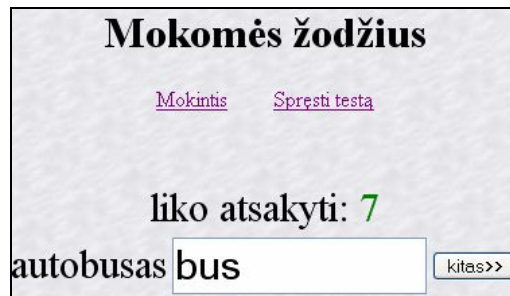 Mokomės žodžius
Mokintis Spręsti testą
liko atsakyti: 7
autobusas bus kitas>>